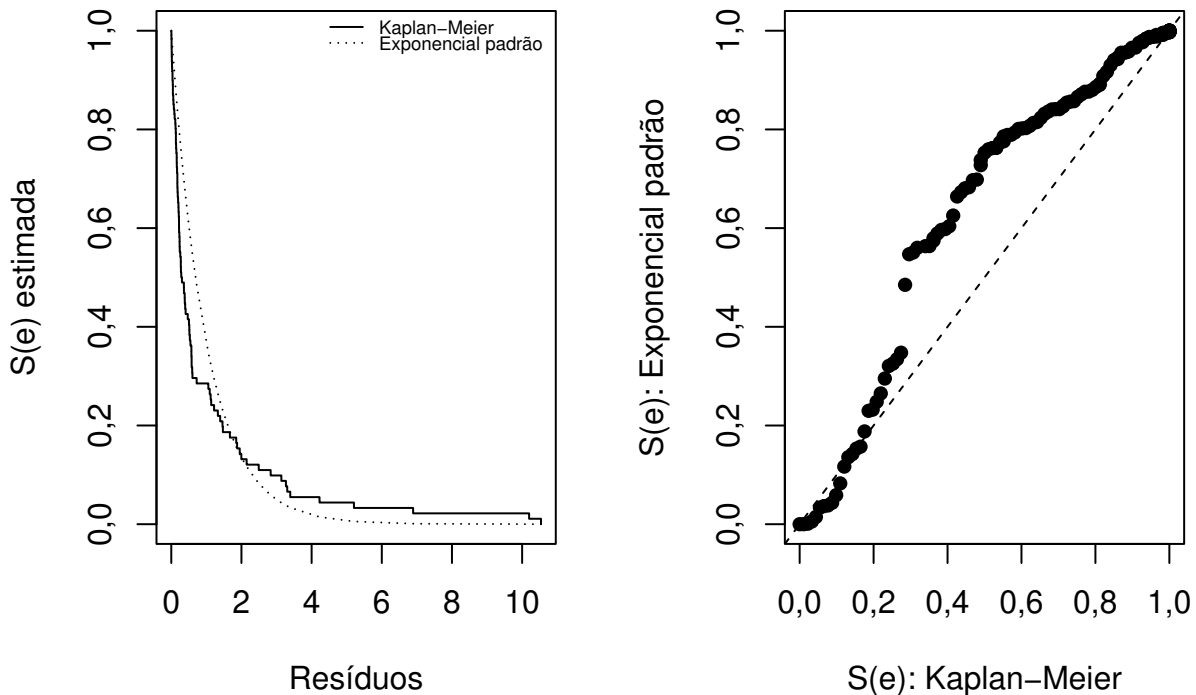 Kaplan−Meier
Exponencial padrão
S(e) estimada
1,0
0,8
0,6
0,4
0,2
0,0
0 2 4 6 8 10
Resíduos
S(e): Exponencial padrão
1,0
0,8
0,6
0,4
0,2
0,0
0,0 0,2 0,4 0,6 0,8 1,0
S(e): Kaplan−Meier